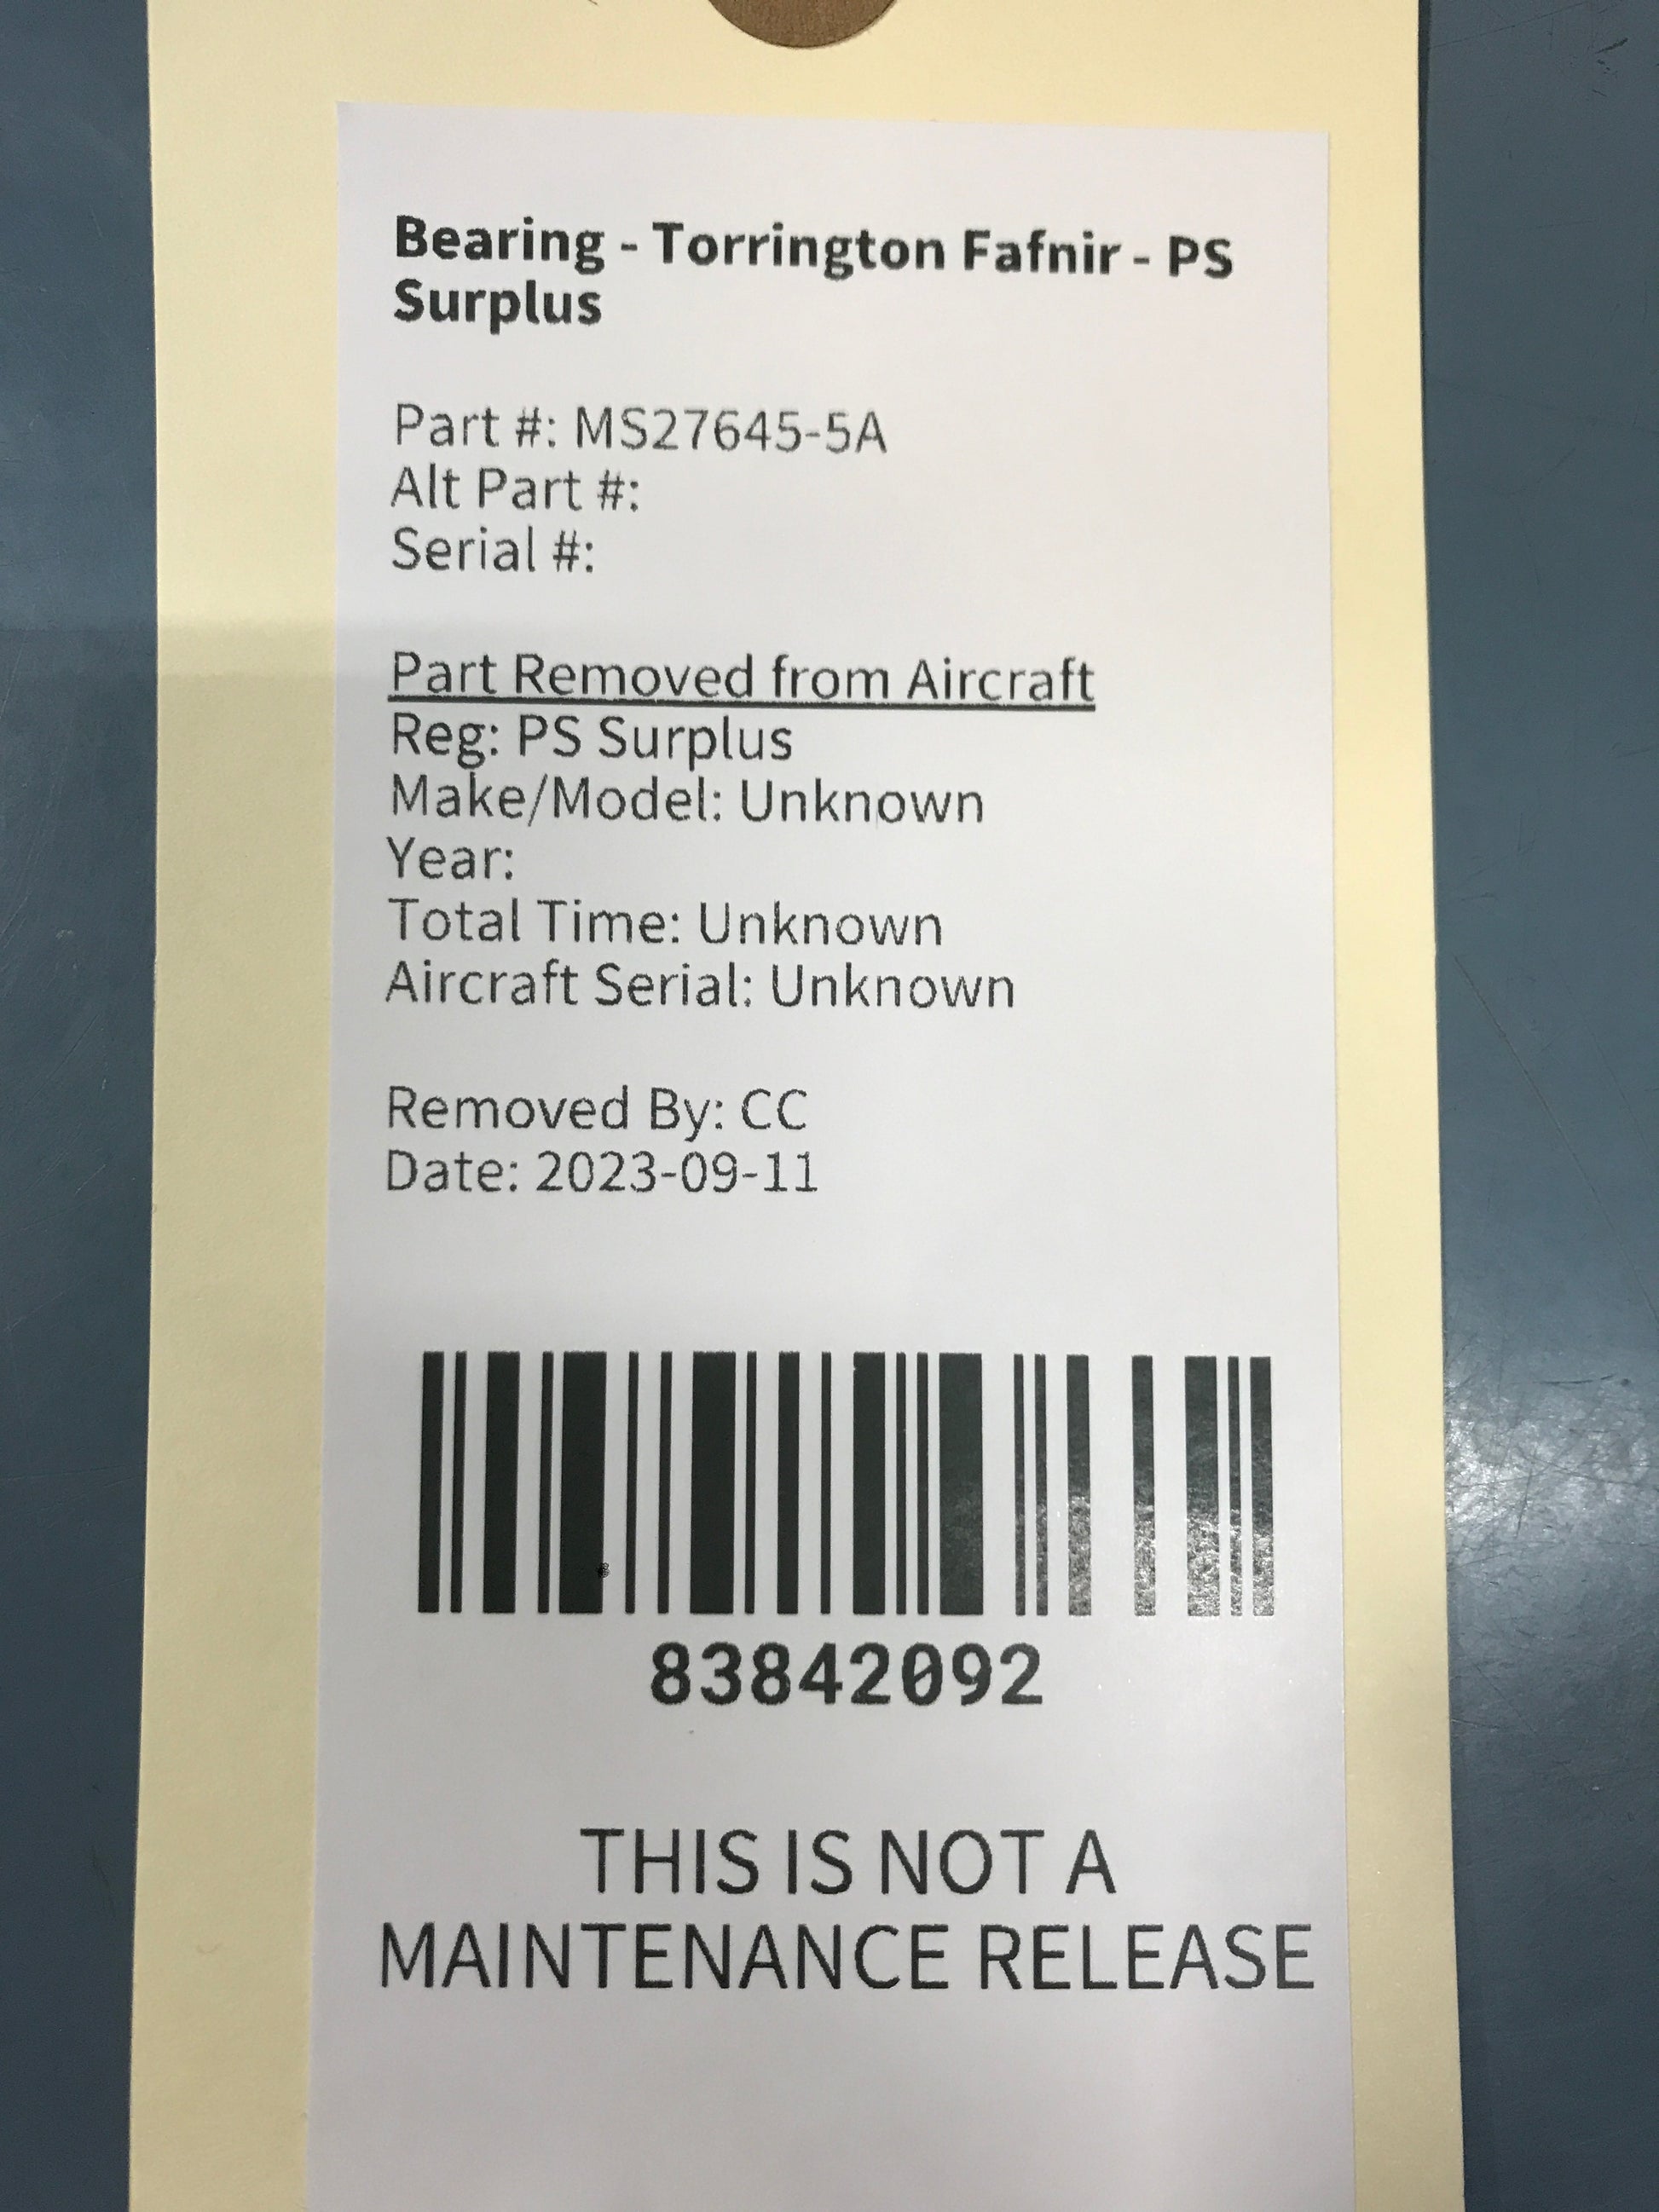 Bearing - Torrington Fafnir - PS
Surplus
Part #: MS27645-5A
Alt Part #:
Serial #:
Part Removed from Aircraft
Reg: PS Surplus
Make/Model: Unknown
Year:
Total Time: Unknown
Aircraft Serial: Unknown
Removed By: CC
Date: 2023-09-11
83842092
THIS IS NOT A
MAINTENANCE RELEASE